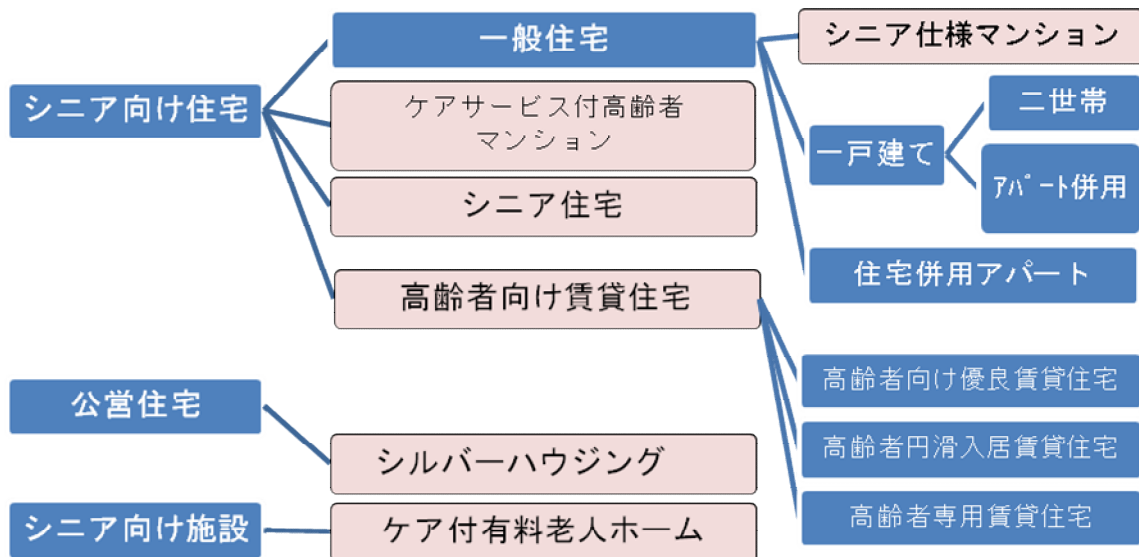 一般住宅
シニア仕様マンション
シニア向け住宅
ケアサービス付高齢者
マンション
二世帯
一戸建て
アパート併用
シニア住宅
住宅併用アパート
高齢者向け賃貸住宅
高齢者向け優良賃貸住宅
公営住宅
高齢者円滑入居賃貸住宅
シルバーハウジング
高齢者専用賃貸住宅
シニア向け施設
ケア付有料老人ホーム